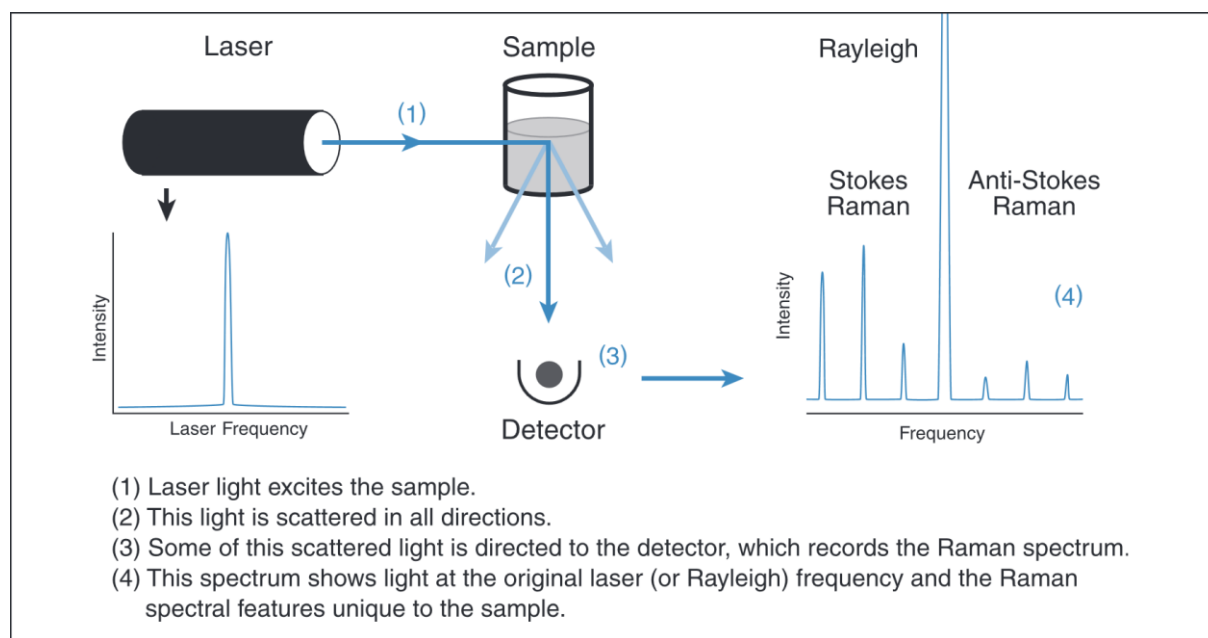 Laser
Sample
Rayleigh
(1)
Stokes
Raman
Anti-Stokes
Raman
(2)
(4)
Intensity
Intensity
(3)
Laser Frequency
Detector
Frequency
(1) Laser light excites the sample.
(2) This light is scattered in all directions.
(3) Some of this scattered light is directed to the detector, which records the Raman spectrum.
(4) This spectrum shows light at the original laser (or Rayleigh) frequency and the Raman
spectral features unique to the sample.